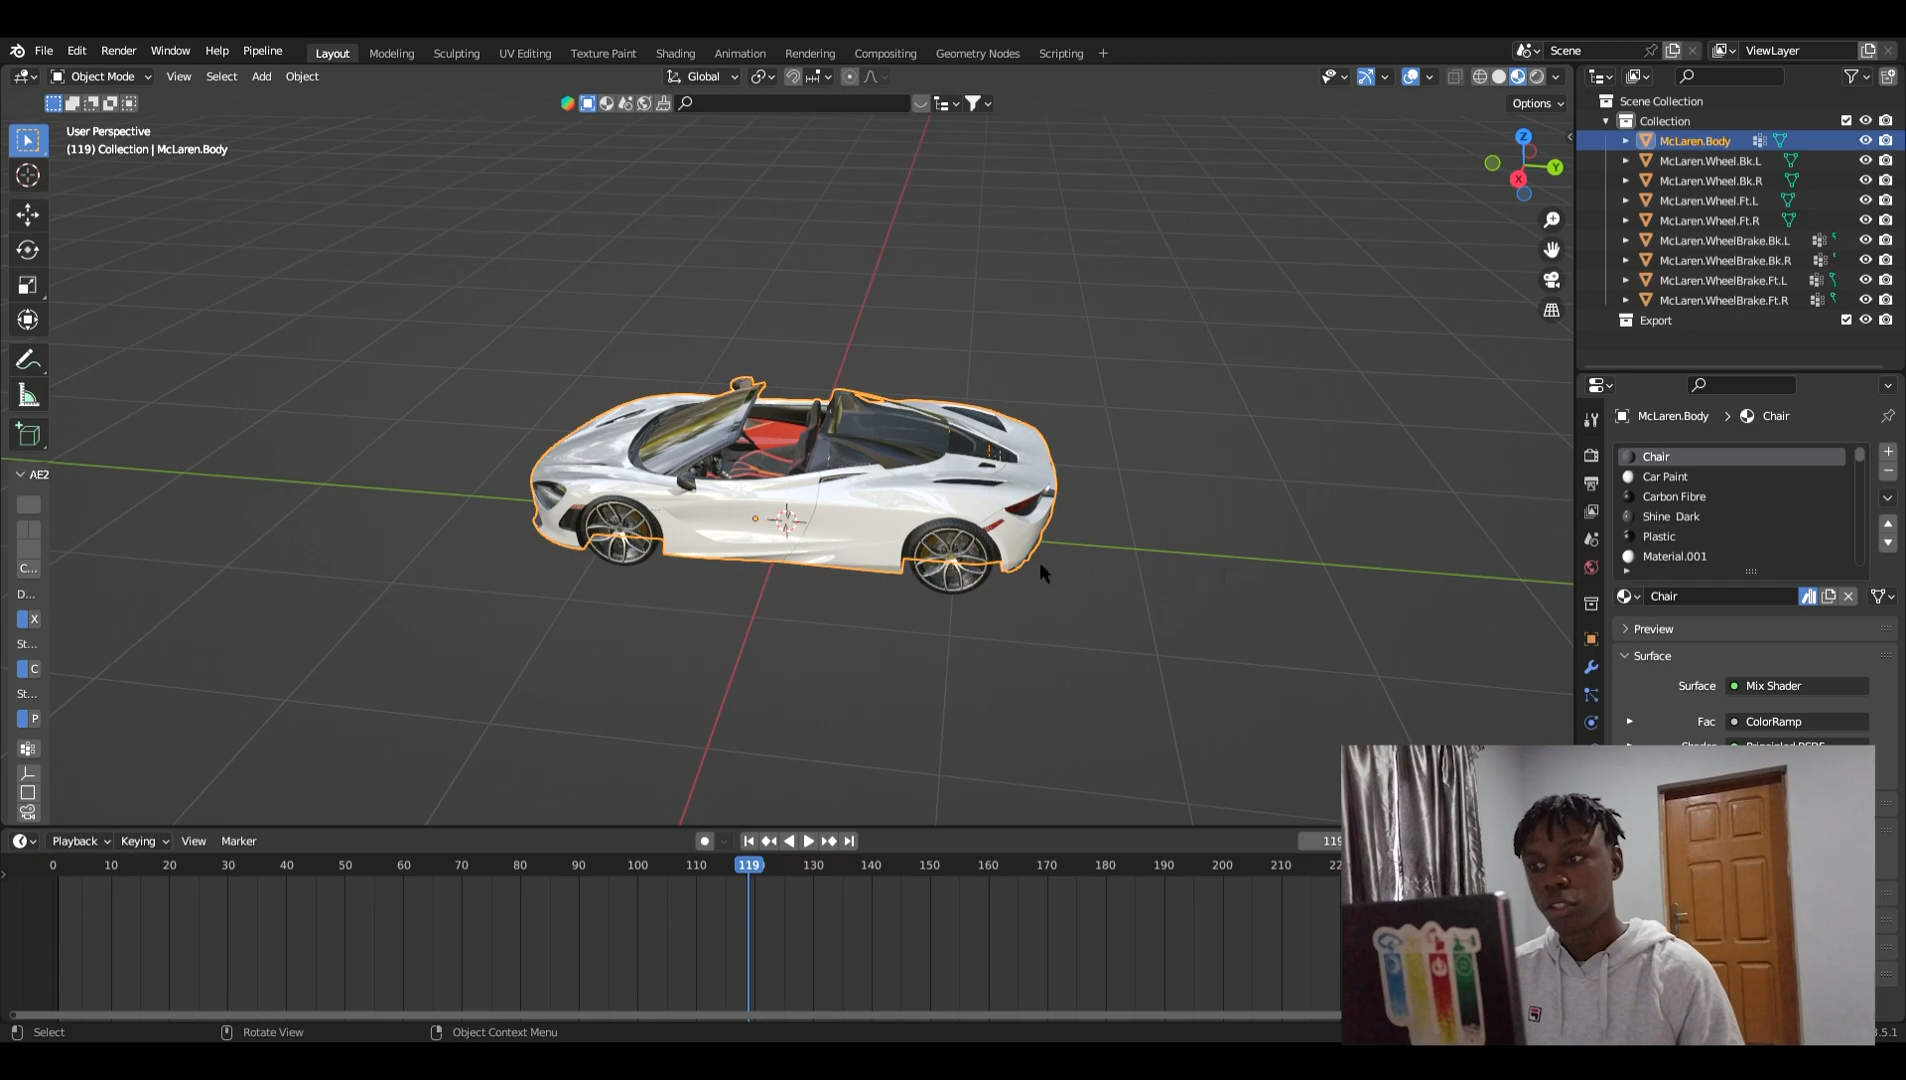 File Edit Render Window Help Pipeline
Layout Modeling Sculpting UV Editing Texture Paint Shading Animation Rendering Compositing Geometry Nodes Scripting +
Scene
ViewLayer
Object Mode View Select Add Object
Global
Options
User Perspective
(119) Collection | McLaren.Body
Z
Y
X
Scene Collection
Collection
McLaren.Body
McLaren.Wheel.Bk.L
McLaren.Wheel.Bk.R
McLaren.Wheel.Ft.L
McLaren.Wheel.Ft.R
McLaren.WheelBrake.Bk.L
McLaren.WheelBrake.Bk.R
McLaren.WheelBrake.Ft.L
McLaren.WheelBrake.Ft.R
Export
McLaren.Body > Chair
Chair
Car Paint
Carbon Fibre
Shine Dark
Plastic
Material.001
Chair
Preview
Surface
Surface Mix Shader
Fac ColorRamp
AE2
C...
D...
X
St...
C
St...
P
Playback Keying View Marker
119
0 10 20 30 40 50 60 70 80 90 100 110 119 130 140 150 160 170 180 190 200 210
Select Rotate View Object Context Menu
3.5.1